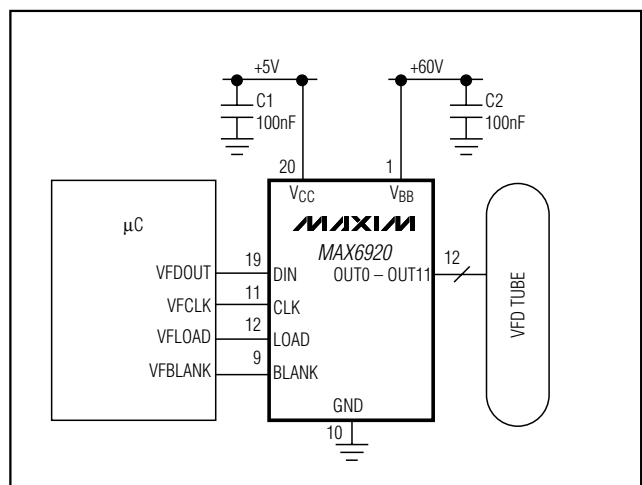 +5V
+60V
C1
100nF
C2
100nF
20
1
VCC
VBB
µC
MAXIM
MAX6920
VFDOUT
19
DIN
OUT0 – OUT11
12
VFCLK
11
CLK
VFLOAD
12
LOAD
VFBLANK
9
BLANK
VFD TUBE
GND
10